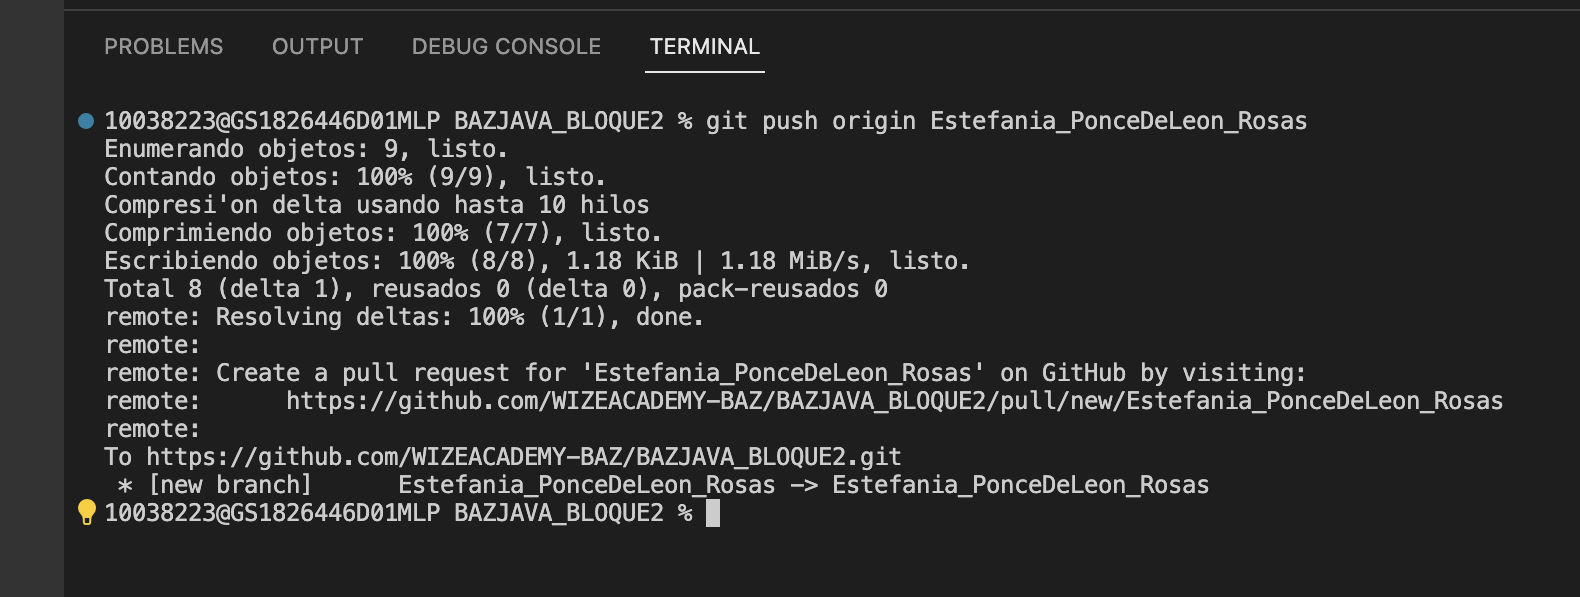 PROBLEMS OUTPUT DEBUG CONSOLE TERMINAL
10038223@GS1826446D01MLP BAZJAVA_BLOQUE2 % git push origin Estefania_PonceDeLeon_Rosas
Enumerando objetos: 9, listo.
Contando objetos: 100% (9/9), listo.
Compresi'on delta usando hasta 10 hilos
Comprimiendo objetos: 100% (7/7), listo.
Escribiendo objetos: 100% (8/8), 1.18 KiB | 1.18 MiB/s, listo.
Total 8 (delta 1), reusados 0 (delta 0), pack-reusados 0
remote: Resolving deltas: 100% (1/1), done.
remote:
remote: Create a pull request for 'Estefania_PonceDeLeon_Rosas' on GitHub by visiting:
remote:      https://github.com/WIZEACADEMY-BAZ/BAZJAVA_BLOQUE2/pull/new/Estefania_PonceDeLeon_Rosas
remote:
To https://github.com/WIZEACADEMY-BAZ/BAZJAVA_BLOQUE2.git
 * [new branch]      Estefania_PonceDeLeon_Rosas -> Estefania_PonceDeLeon_Rosas
10038223@GS1826446D01MLP BAZJAVA_BLOQUE2 %